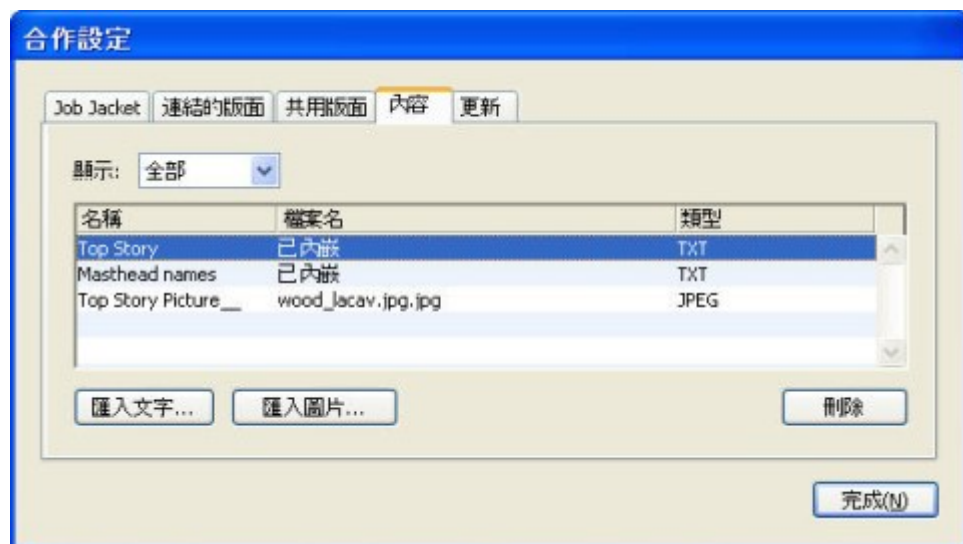 合作設定
Job Jacket 連結的版面 共用版面 內容 更新
顯示: 全部
名稱 檔案名 類型
Top Story 已內嵌 TXT
Masthead names 已內嵌 TXT
Top Story Picture__ wood_lacav.jpg.jpg JPEG
匯入文字... 匯入圖片... 刪除
完成(N)